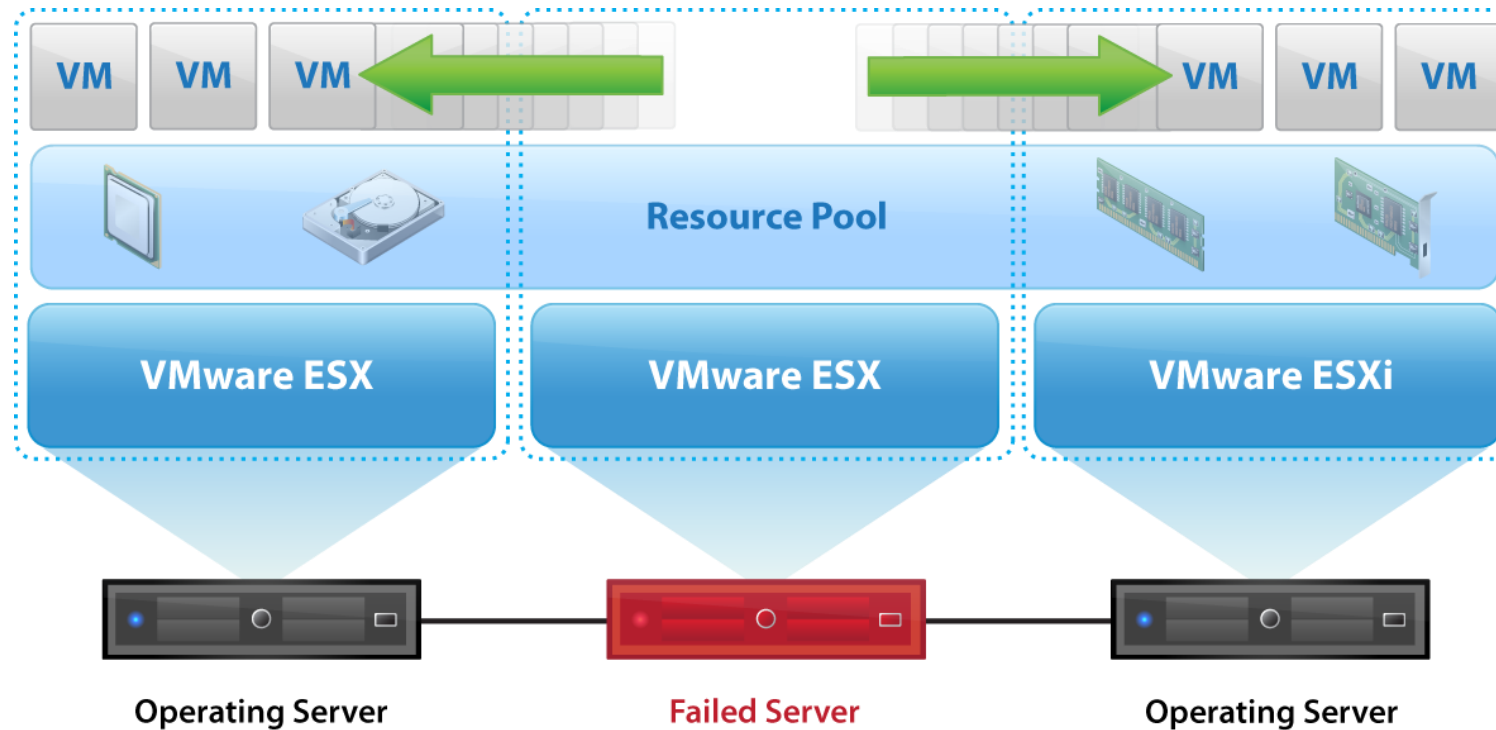 VM VM VM VM VM VM
Resource Pool
VMware ESX VMware ESX VMware ESXi
Operating Server Failed Server Operating Server